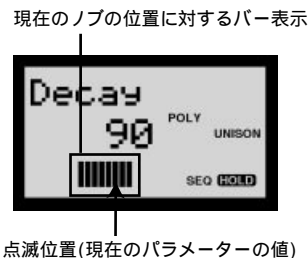 現在のノブの位置に対するバー表示
Decay
POLY
90
UNISON
SEQ HOLD
点滅位置(現在のパラメーターの値)